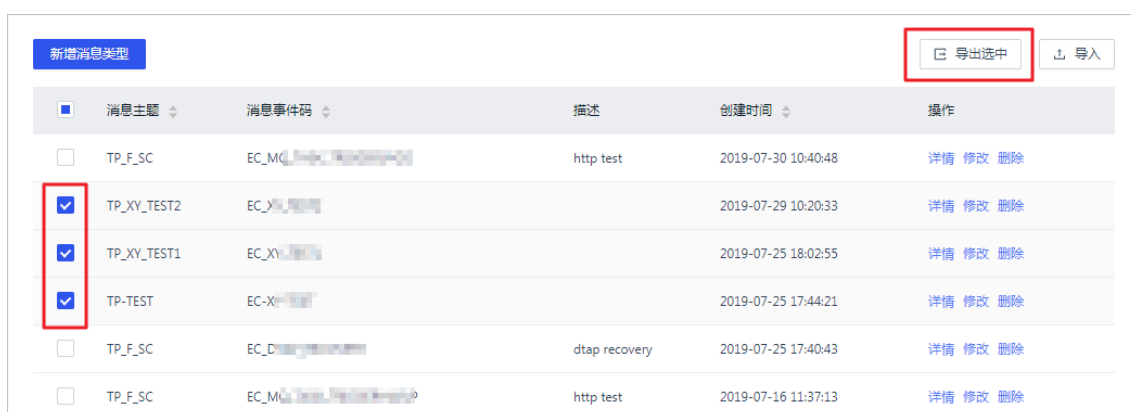 新增消息类型 导出选中 导入
消息主题 消息事件码 描述 创建时间 操作
TP_F_SC http test 2019-07-30 10:40:48 详情 修改 删除
TP_XY_TEST2 2019-07-29 10:20:33 详情 修改 删除
TP_XY_TEST1 2019-07-25 18:02:55 详情 修改 删除
TP-TEST 2019-07-25 17:44:21 详情 修改 删除
TP_F_SC dtap recovery 2019-07-25 17:40:43 详情 修改 删除
TP_F_SC http test 2019-07-16 11:37:13 详情 修改 删除